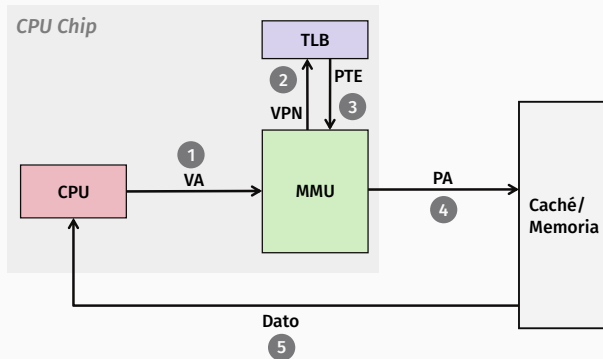 CPU Chip
TLB
2
PTE
VPN
3
1
CPU
VA
MMU
PA
4
Caché/
Memoria
Dato
5